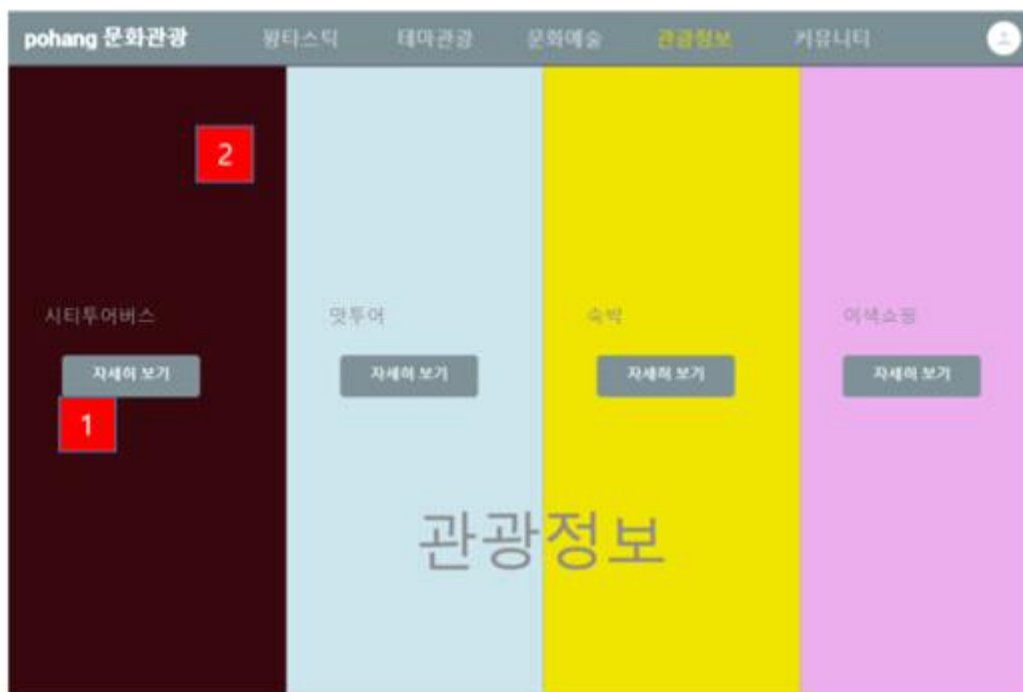 pohang 문화관광 퐝타스틱 테마관광 문화예술 관광정보 커뮤니티
2
시티투어버스 맛투어 숙박 이색쇼핑
자세히 보기 자세히 보기 자세히 보기 자세히 보기
1
관광정보